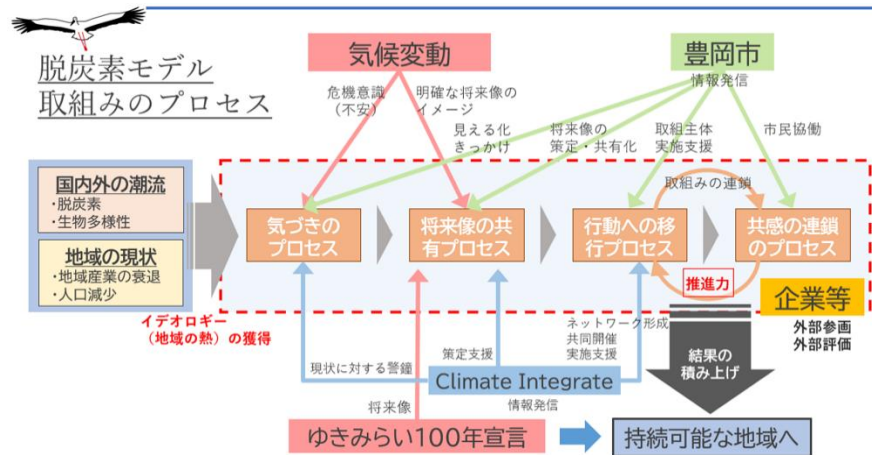 脱炭素モデル
取組みのプロセス
気候変動
豊岡市
情報発信
危機意識
（不安）
明確な将来像の
イメージ
見える化
きっかけ
将来像の
策定・共有化
取組主体
実施支援
市民協働
国内外の潮流
・脱炭素
・生物多様性
地域の現状
・地域産業の衰退
・人口減少
取組みの連鎖
気づきの
プロセス
将来像の共
有プロセス
行動への移
行プロセス
共感の連鎖
のプロセス
推進力
企業等
外部参画
外部評価
イデオロギー
（地域の熱）の獲得
ネットワーク形成
共同開催
実施支援
現状に対する警鐘
策定支援
Climate Integrate
情報発信
結果の
積み上げ
将来像
ゆきみらい100年宣言
持続可能な地域へ